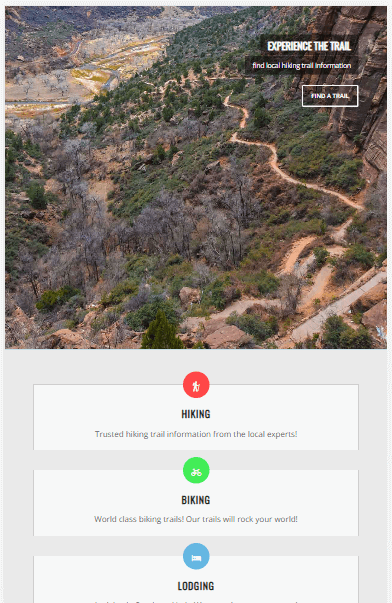 EXPERIENCE THE TRAIL
find local hiking trail information
FIND A TRAIL
HIKING
Trusted hiking trail information from the local experts!
BIKING
World class biking trails! Our trails will rock your world!
LODGING